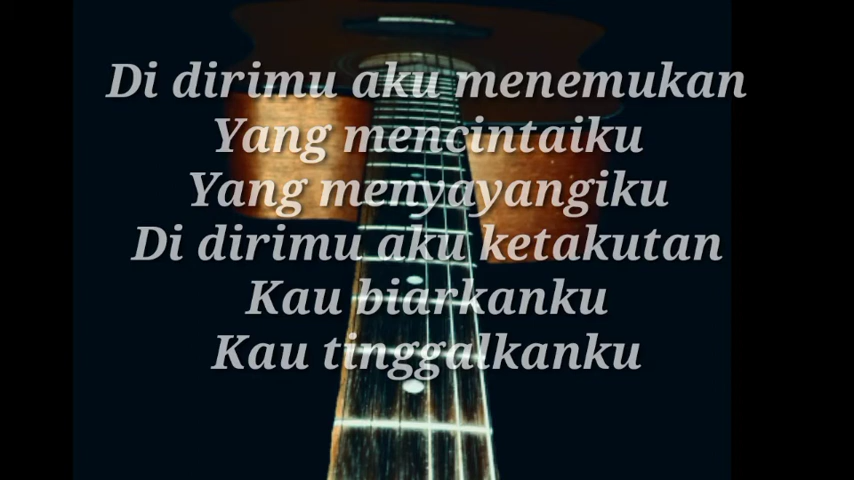 Di dirimu aku menemukan
Yang mencintaiku
Yang menyayangiku
Di dirimu aku ketakutan
Kau biarkanku
Kau tinggalkanku